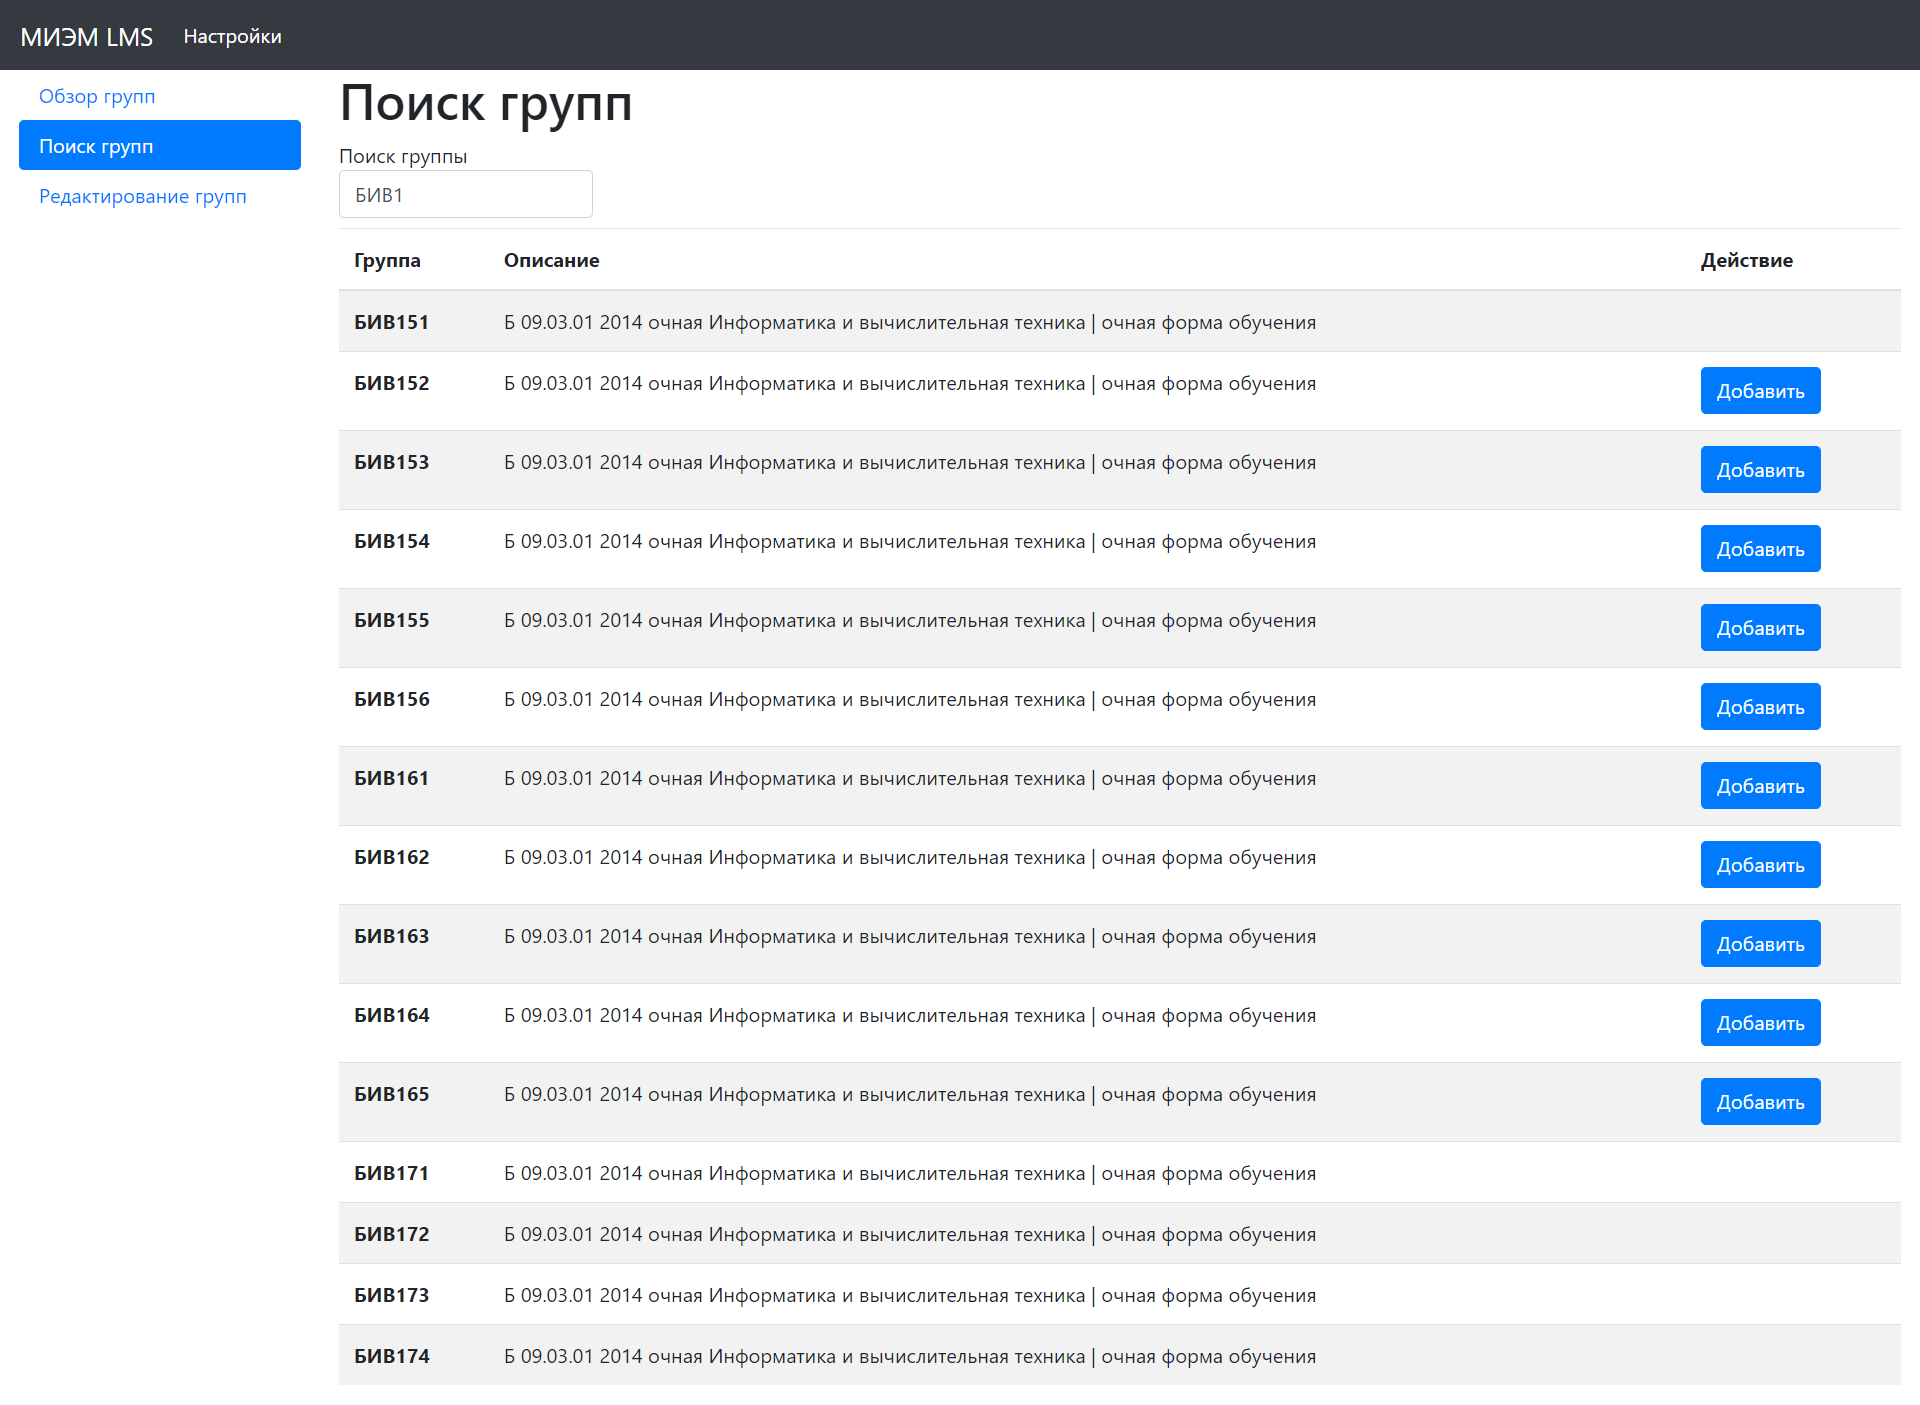 МИЭМ LMS Настройки
Обзор групп
Поиск групп
Редактирование групп
Поиск групп
Поиск группы
БИВ1
Группа Описание Действие
БИВ151 Б 09.03.01 2014 очная Информатика и вычислительная техника | очная форма обучения
БИВ152 Б 09.03.01 2014 очная Информатика и вычислительная техника | очная форма обучения Добавить
БИВ153 Б 09.03.01 2014 очная Информатика и вычислительная техника | очная форма обучения Добавить
БИВ154 Б 09.03.01 2014 очная Информатика и вычислительная техника | очная форма обучения Добавить
БИВ155 Б 09.03.01 2014 очная Информатика и вычислительная техника | очная форма обучения Добавить
БИВ156 Б 09.03.01 2014 очная Информатика и вычислительная техника | очная форма обучения Добавить
БИВ161 Б 09.03.01 2014 очная Информатика и вычислительная техника | очная форма обучения Добавить
БИВ162 Б 09.03.01 2014 очная Информатика и вычислительная техника | очная форма обучения Добавить
БИВ163 Б 09.03.01 2014 очная Информатика и вычислительная техника | очная форма обучения Добавить
БИВ164 Б 09.03.01 2014 очная Информатика и вычислительная техника | очная форма обучения Добавить
БИВ165 Б 09.03.01 2014 очная Информатика и вычислительная техника | очная форма обучения Добавить
БИВ171 Б 09.03.01 2014 очная Информатика и вычислительная техника | очная форма обучения
БИВ172 Б 09.03.01 2014 очная Информатика и вычислительная техника | очная форма обучения
БИВ173 Б 09.03.01 2014 очная Информатика и вычислительная техника | очная форма обучения
БИВ174 Б 09.03.01 2014 очная Информатика и вычислительная техника | очная форма обучения